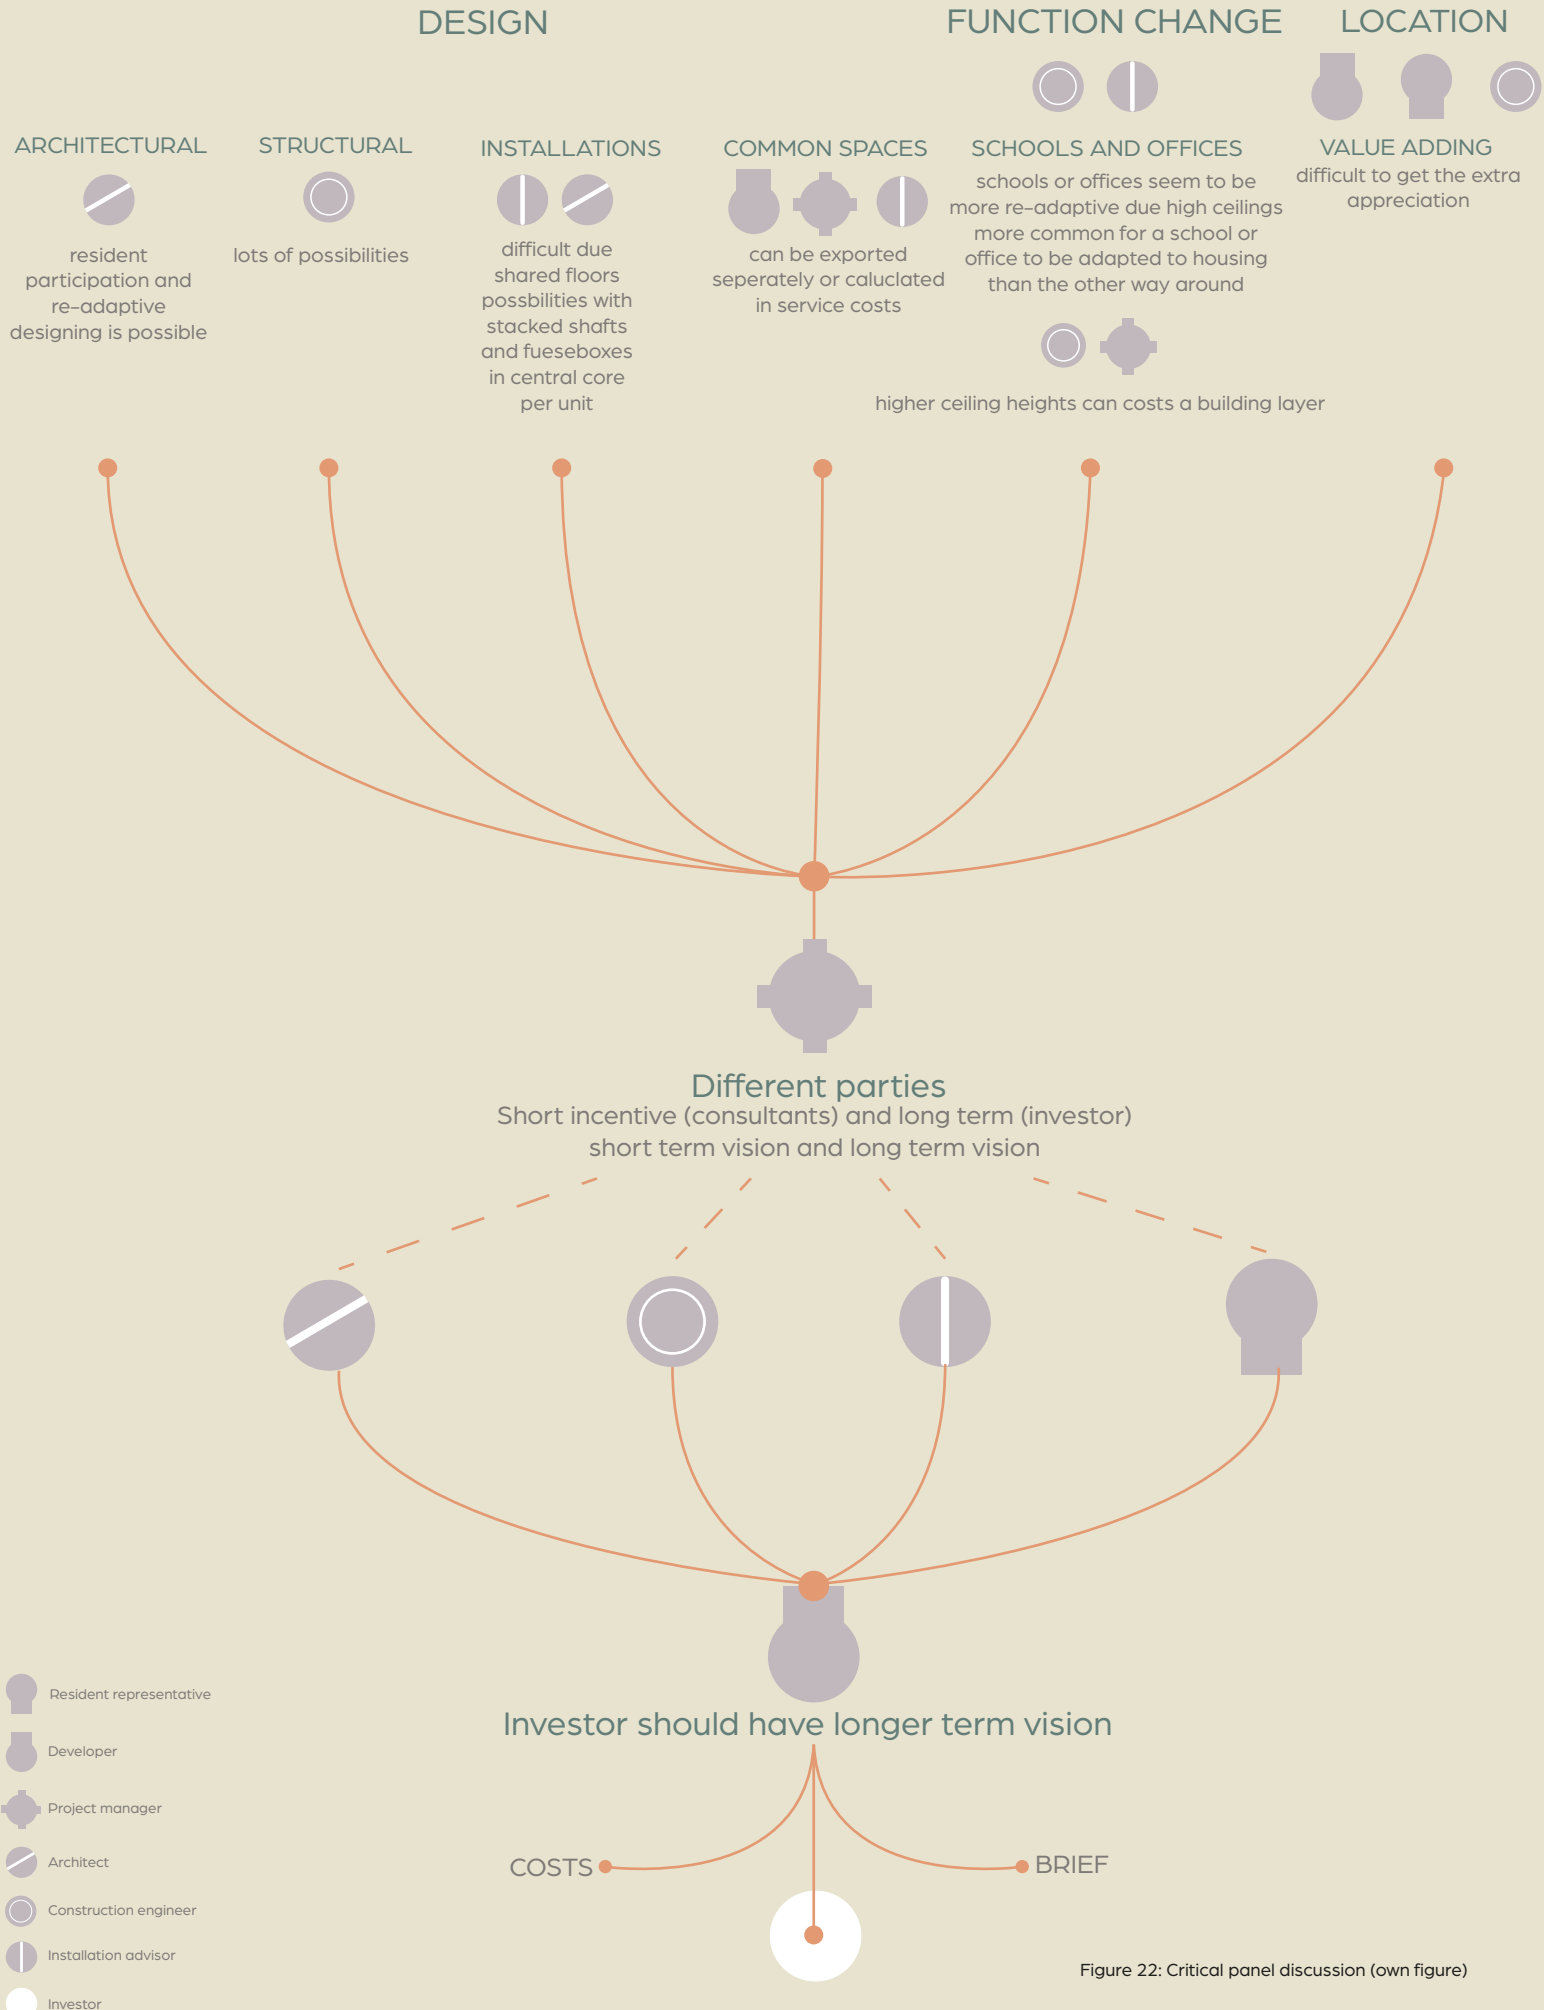 DESIGN
FUNCTION CHANGE
LOCATION
ARCHITECTURAL
resident
participation and
re-adaptive
designing is possible
STRUCTURAL
lots of possibilities
INSTALLATIONS
difficult due
shared floors
possbilities with
stacked shafts
and fueseboxes
in central core
per unit
COMMON SPACES
can be exported
seperately or caluclated
in service costs
SCHOOLS AND OFFICES
schools or offices seem to be
more re-adaptive due high ceilings
more common for a school or
office to be adapted to housing
than the other way around
higher ceiling heights can costs a building layer
VALUE ADDING
difficult to get the extra
appreciation
Different parties
Short incentive (consultants) and long term (investor)
short term vision and long term vision
Investor should have longer term vision
COSTS
BRIEF
Resident representative
Developer
Project manager
Architect
Construction engineer
Installation advisor
Investor
Figure 22: Critical panel discussion (own figure)